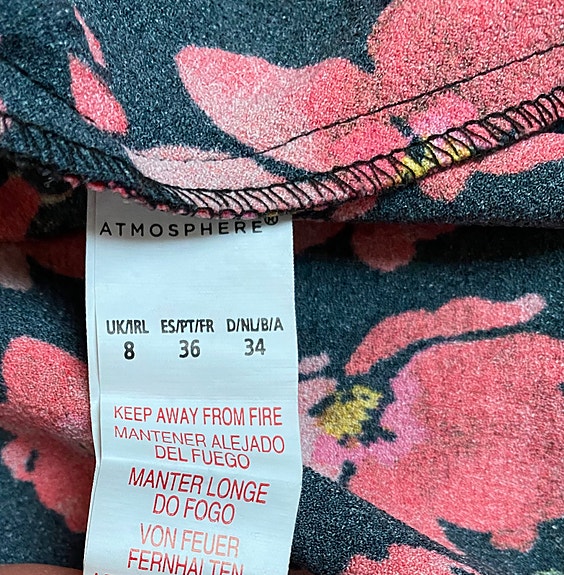 ATMOSPHERE
UK/IRL ES/PT/FR D/NL/B/A
8 36 34
KEEP AWAY FROM FIRE
MANTENER ALEJADO
DEL FUEGO
MANTER LONGE
DO FOGO
VON FEUER
FERNHALTEN